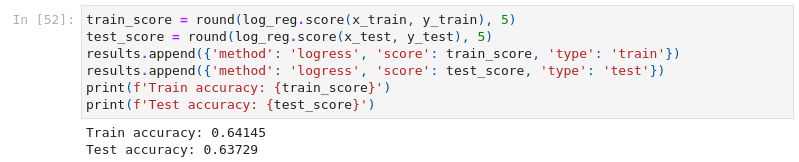 In [52]: train_score = round(log_reg.score(x_train, y_train), 5)
test_score = round(log_reg.score(x_test, y_test), 5)
results.append({'method': 'logress', 'score': train_score, 'type': 'train'})
results.append({'method': 'logress', 'score': test_score, 'type': 'test'})
print(f'Train accuracy: {train_score}')
print(f'Test accuracy: {test_score}')
Train accuracy: 0.64145
Test accuracy: 0.63729